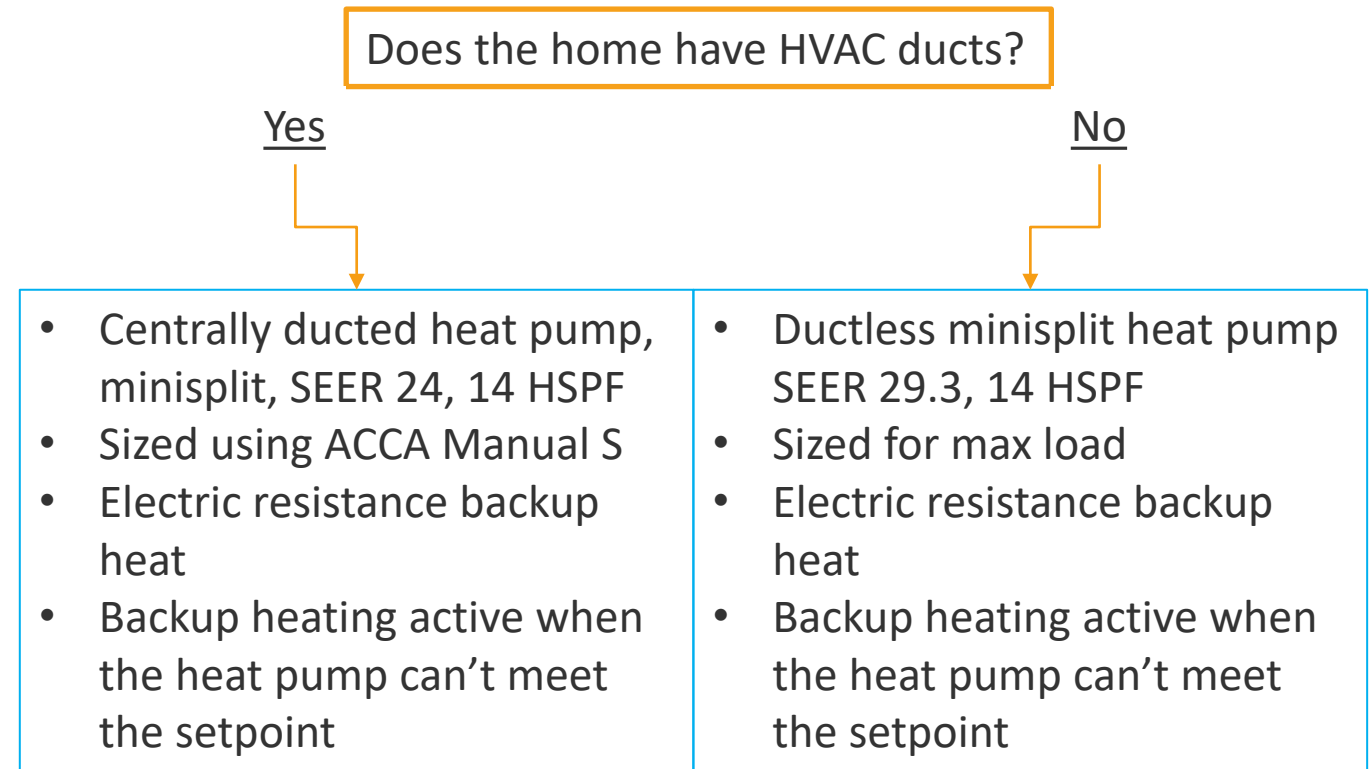 Does the home have HVAC ducts?
Yes
No
• Centrally ducted heat pump,
minisplit, SEER 24, 14 HSPF
• Sized using ACCA Manual S
• Electric resistance backup
heat
• Backup heating active when
the heat pump can’t meet
the setpoint
• Ductless minisplit heat pump
SEER 29.3, 14 HSPF
• Sized for max load
• Electric resistance backup
heat
• Backup heating active when
the heat pump can’t meet
the setpoint